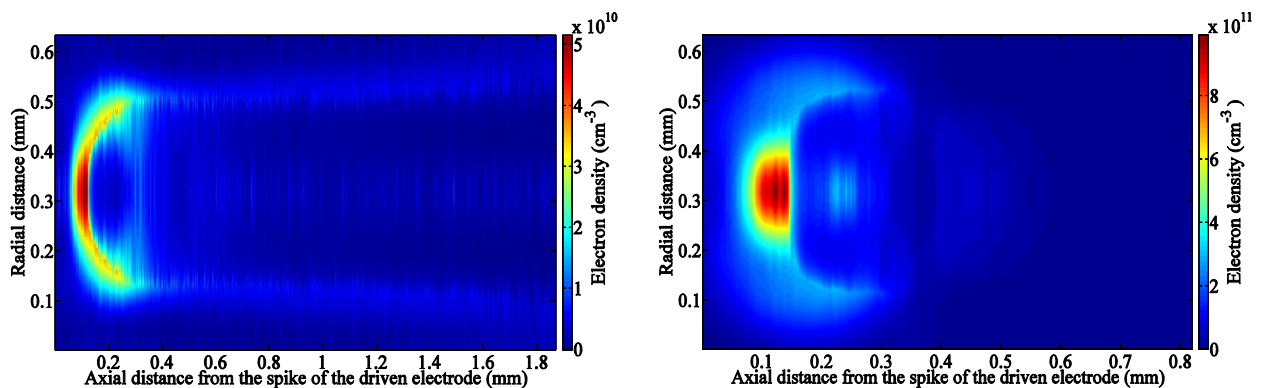 x 10^10
0.6
0.5
0.4
0.3
0.2
0.1
Radial distance (mm)
0.2 0.4 0.6 0.8 1 1.2 1.4 1.6 1.8
Axial distance from the spike of the driven electrode (mm)
5
4
3
2
1
0
Electron density (cm^-3 )
x 10^11
0.6
0.5
0.4
0.3
0.2
0.1
Radial distance (mm)
0.1 0.2 0.3 0.4 0.5 0.6 0.7 0.8
Axial distance from the spike of the driven electrode (mm)
8
6
4
2
0
Electron density (cm^-3 )